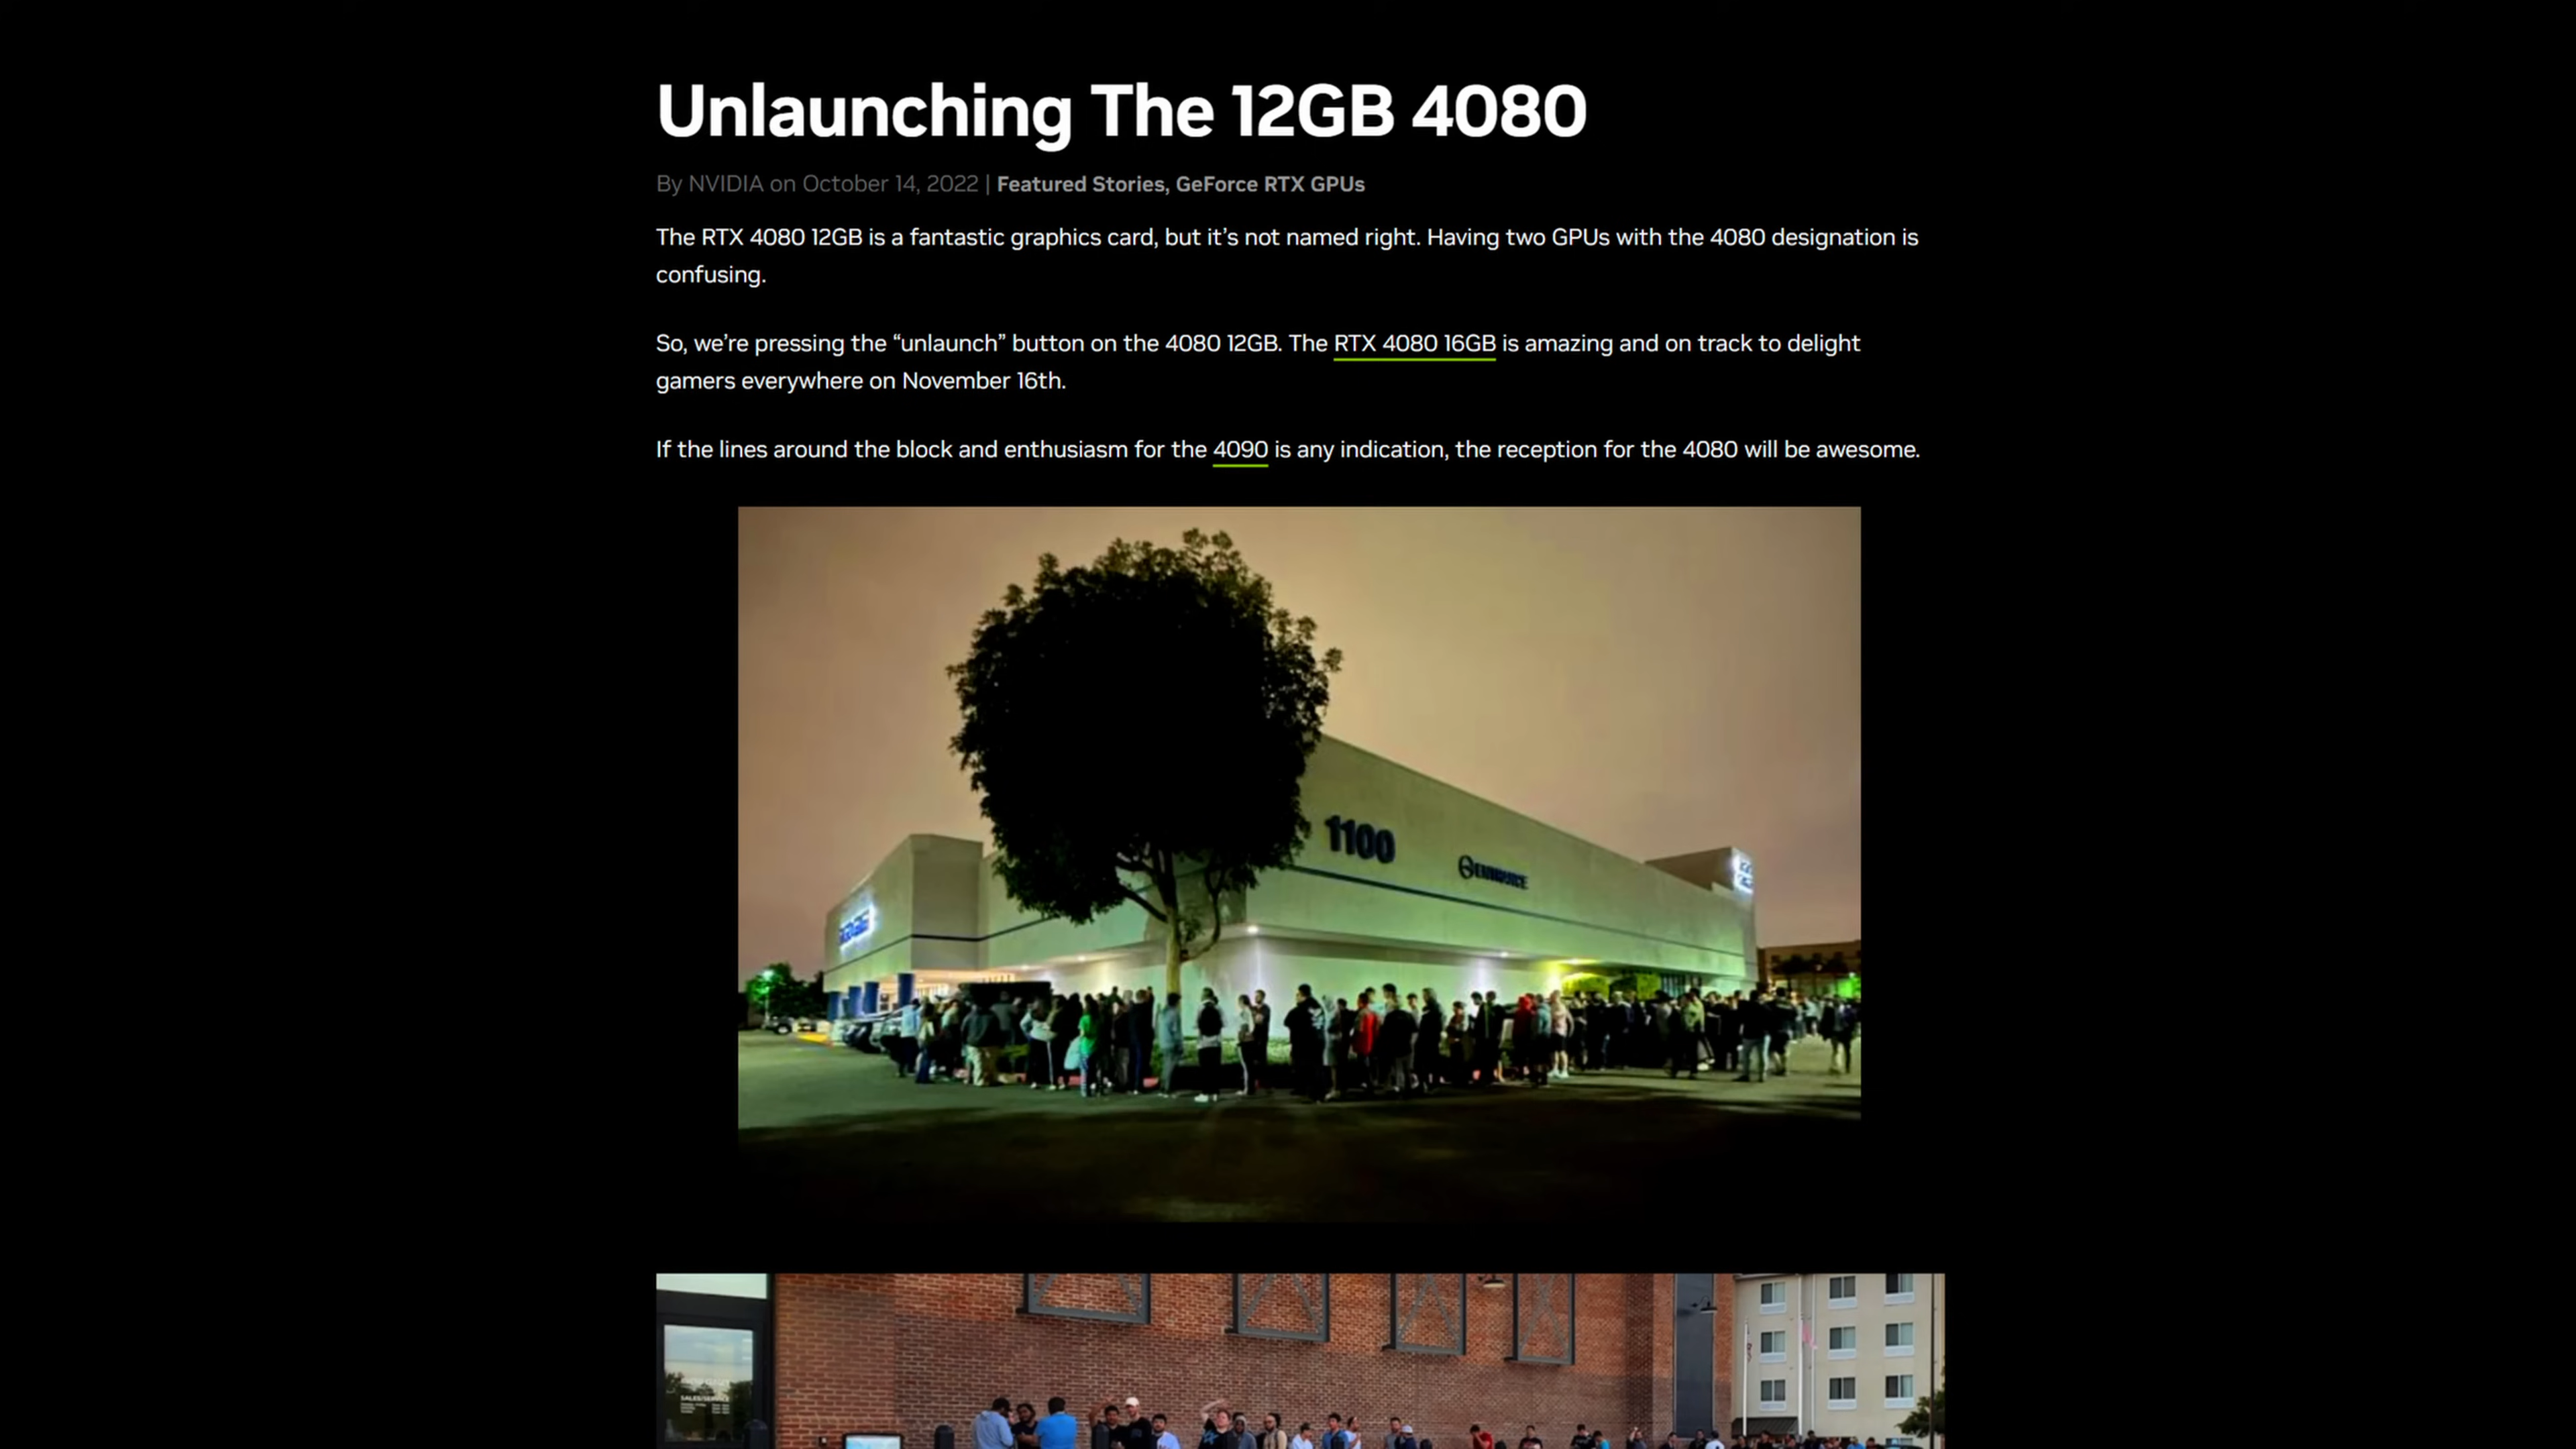 Unlaunching The 12GB 4080
By NVIDIA on October 14, 2022 | Featured Stories, GeForce RTX GPUs
The RTX 4080 12GB is a fantastic graphics card, but it’s not named right. Having two GPUs with the 4080 designation is
confusing.
So, we’re pressing the “unlaunch” button on the 4080 12GB. The RTX 4080 16GB is amazing and on track to delight
gamers everywhere on November 16th.
If the lines around the block and enthusiasm for the 4090 is any indication, the reception for the 4080 will be awesome.
1100
ENTRANCE